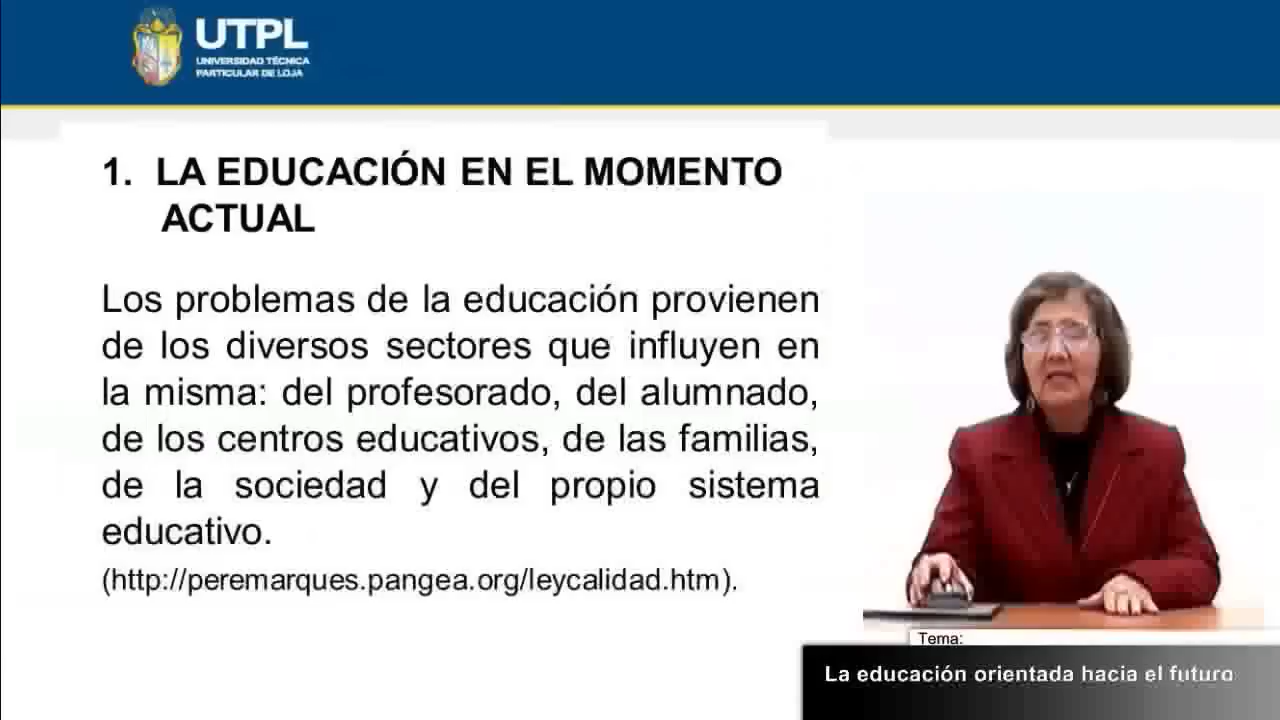 UTPL
UNIVERSIDAD TÉCNICA
PARTICULAR DE LOJA
1. LA EDUCACIÓN EN EL MOMENTO
ACTUAL
Los problemas de la educación provienen
de los diversos sectores que influyen en
la misma: del profesorado, del alumnado,
de los centros educativos, de las familias,
de la sociedad y del propio sistema
educativo.
(http://peremarques.pangea.org/leycalidad.htm).
Tema:
La educación orientada hacia el futuro